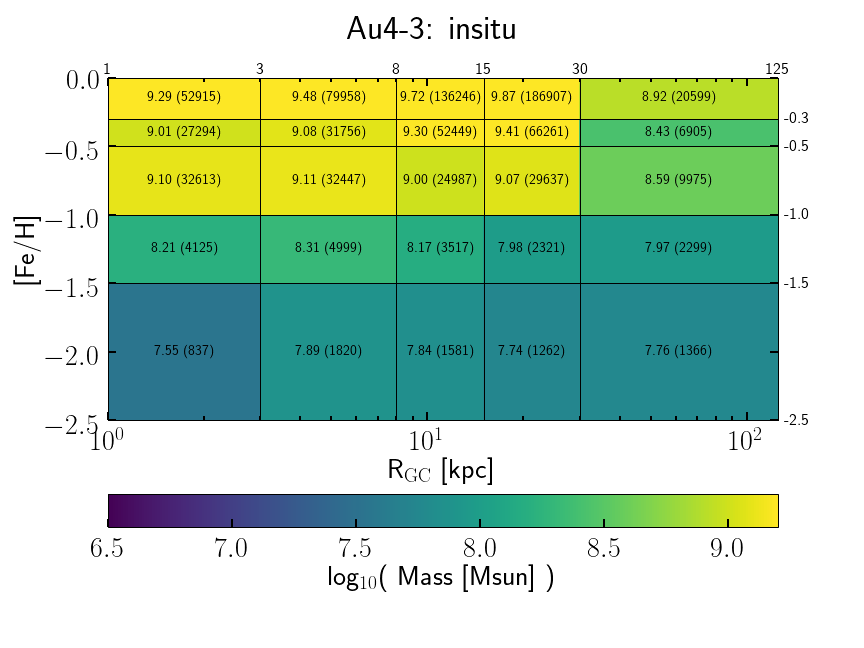 Au4-3: insitu
1 3 8 15 30 125
0.0
9.29 (52915) 9.48 (79958) 9.72 (136246) 9.87 (186907) 8.92 (20599)
-0.3
9.01 (27294) 9.08 (31756) 9.30 (52449) 9.41 (66261) 8.43 (6905)
−0.5 -0.5
9.10 (32613) 9.11 (32447) 9.00 (24987) 9.07 (29637) 8.59 (9975)
−1.0 -1.0
[Fe/H]
8.21 (4125) 8.31 (4999) 8.17 (3517) 7.98 (2321) 7.97 (2299)
−1.5 -1.5
7.55 (837) 7.89 (1820) 7.84 (1581) 7.74 (1262) 7.76 (1366)
−2.0
−2.5 -2.5
10⁰ 10¹ 10²
R_GC [kpc]
6.5 7.0 7.5 8.0 8.5 9.0
log₁₀( Mass [Msun] )